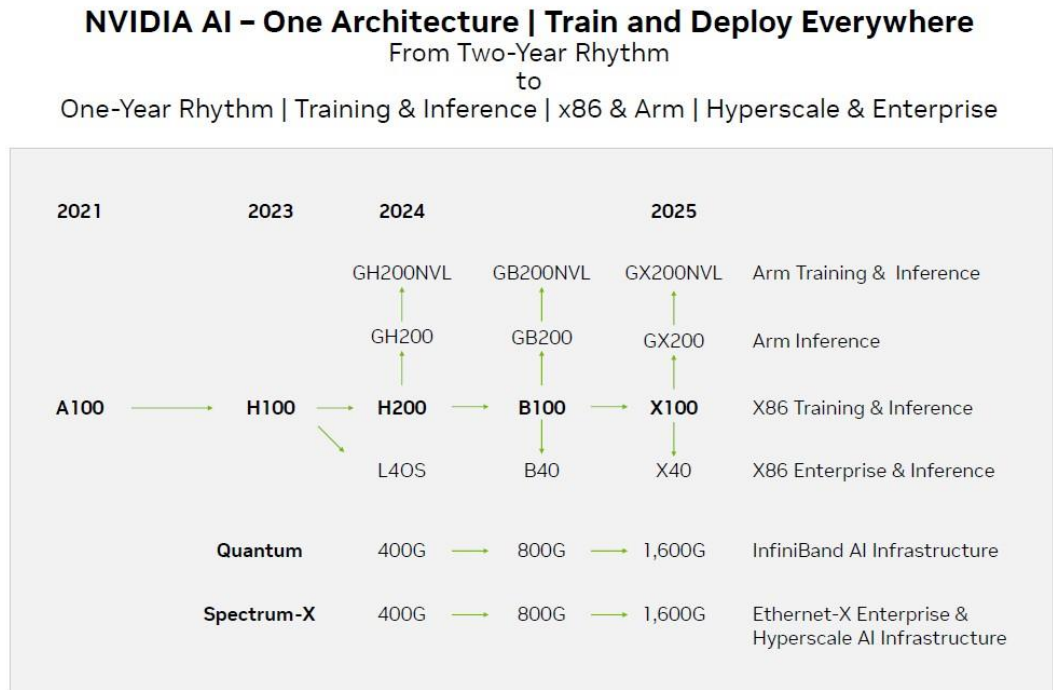 NVIDIA AI – One Architecture | Train and Deploy Everywhere
From Two-Year Rhythm
to
One-Year Rhythm | Training & Inference | x86 & Arm | Hyperscale & Enterprise
2021 2023 2024 2025
GH200NVL GB200NVL GX200NVL Arm Training & Inference
GH200 GB200 GX200 Arm Inference
A100 H100 H200 B100 X100 X86 Training & Inference
L4OS B40 X40 X86 Enterprise & Inference
Quantum 400G 800G 1,600G InfiniBand AI Infrastructure
Spectrum-X 400G 800G 1,600G Ethernet-X Enterprise &
Hyperscale AI Infrastructure